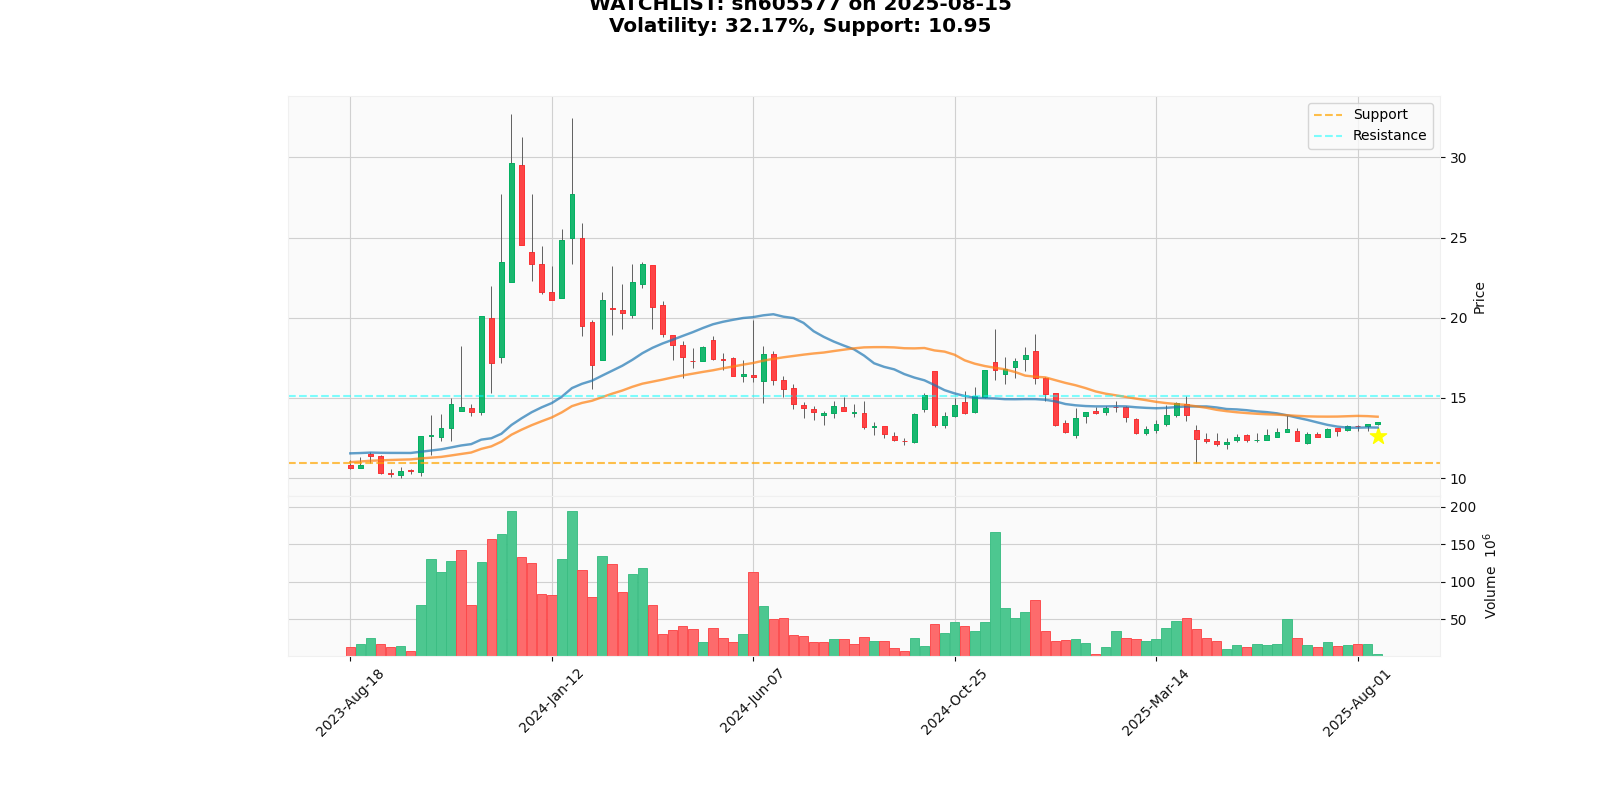 WATCHLIST: sh605577 on 2025-08-15
Volatility: 32.17%, Support: 10.95
Support
Resistance
30
25
20
15
10
Price
200
150
100
50
Volume 10^6
2023-Aug-18
2024-Jan-12
2024-Jun-07
2024-Oct-25
2025-Mar-14
2025-Aug-01